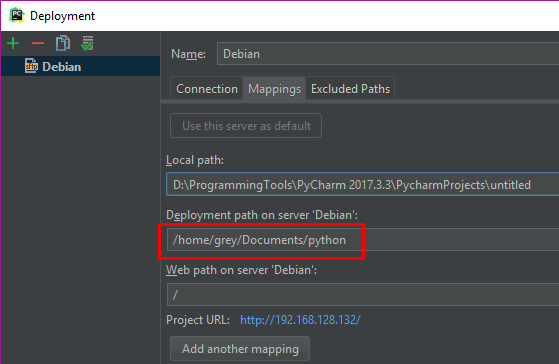 Deployment
Debian
Name: Debian
Connection Mappings Excluded Paths
Use this server as default
Local path:
D:\ProgrammingTools\PyCharm 2017.3.3\PycharmProjects\untitled
Deployment path on server 'Debian':
/home/grey/Documents/python
Web path on server 'Debian':
/
Project URL: http://192.168.128.132/
Add another mapping